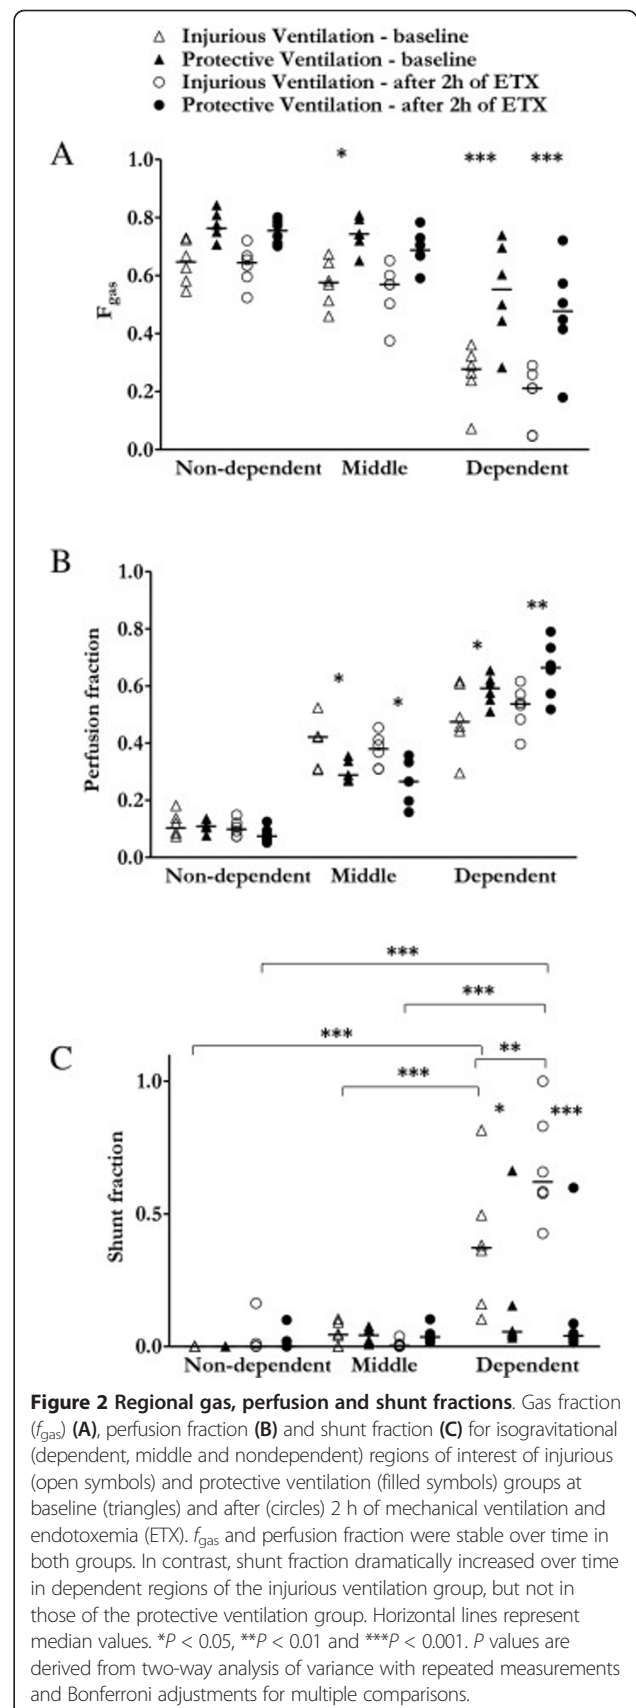 △ Injurious Ventilation - baseline
▲ Protective Ventilation - baseline
○ Injurious Ventilation - after 2h of ETX
● Protective Ventilation - after 2h of ETX
A
1.0
0.8
0.6
0.4
0.2
0.0
Fgas
* *** ***
Non-dependent Middle Dependent
B
1.0
0.8
0.6
0.4
0.2
0.0
Perfusion fraction
* * * **
Non-dependent Middle Dependent
C
1.0
0.5
0.0
Shunt fraction
***
***
*** **
*** * ***
Non-dependent Middle Dependent
Figure 2 Regional gas, perfusion and shunt fractions. Gas fraction
(fgas) (A), perfusion fraction (B) and shunt fraction (C) for isogravitational
(dependent, middle and nondependent) regions of interest of injurious
(open symbols) and protective ventilation (filled symbols) groups at
baseline (triangles) and after (circles) 2 h of mechanical ventilation and
endotoxemia (ETX). fgas and perfusion fraction were stable over time in
both groups. In contrast, shunt fraction dramatically increased over time
in dependent regions of the injurious ventilation group, but not in
those of the protective ventilation group. Horizontal lines represent
median values. *P < 0.05, **P < 0.01 and ***P < 0.001. P values are
derived from two-way analysis of variance with repeated measurements
and Bonferroni adjustments for multiple comparisons.